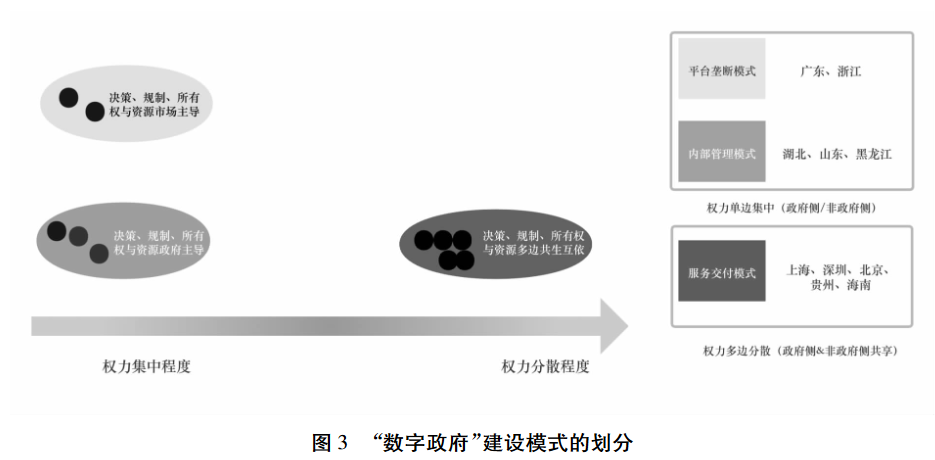 决策、规制、所有
权与资源市场主导
决策、规制、所有
权与资源政府主导
决策、规制、所有权
与资源多边共生互依
权力集中程度
权力分散程度
平台垄断模式
广东、浙江
内部管理模式
湖北、山东、黑龙江
权力单边集中（政府侧/非政府侧）
服务交付模式
上海、深圳、北京、
贵州、海南
权力多边分散（政府侧&非政府侧共享）
图 3 “数字政府”建设模式的划分